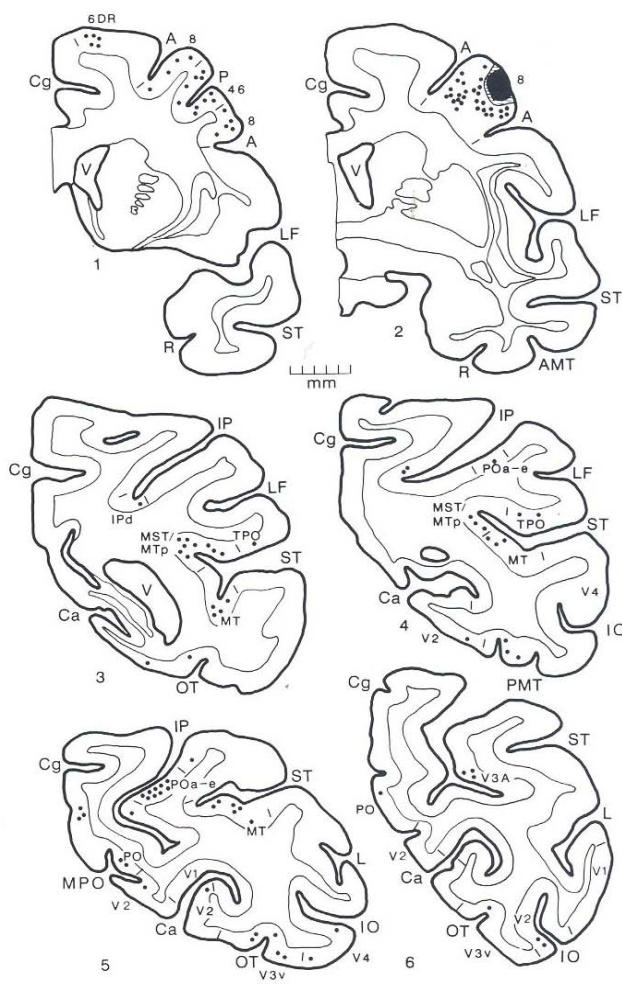 6DR A 8
Cg P
46
8
A
V
LF
1
ST
R
mm
A
Cg 8
A
V
LF
ST
2
R AMT
IP
Cg
LF
IPd
MST/ TPO
MTp ST
V
Ca MT
3
OT
IP
Cg
POa-e
LF
MST/ TPO
MTp ST
MT
Ca V4
V2 IO
4
PMT
IP
Cg ST
POa-e
MT
PO L
MPO V1
V2 V2
Ca IO
OT V4
V3v
5
Cg
ST
V3A
PO
L
V2
Ca V1
OT V2
V3v IO
6